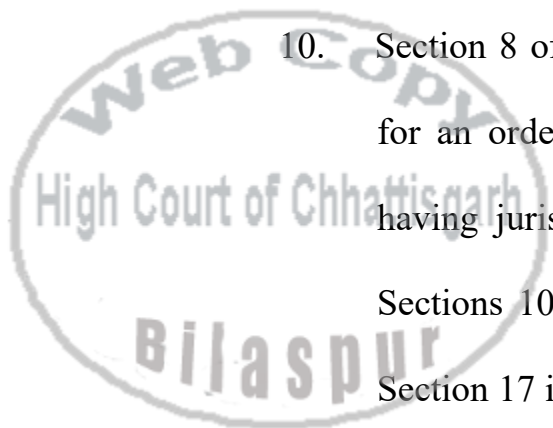 Web Copy
High Court of Chhattisgarh
Bilaspur
10. Section 8 of
for an orde
having juris
Sections 10
Section 17 i